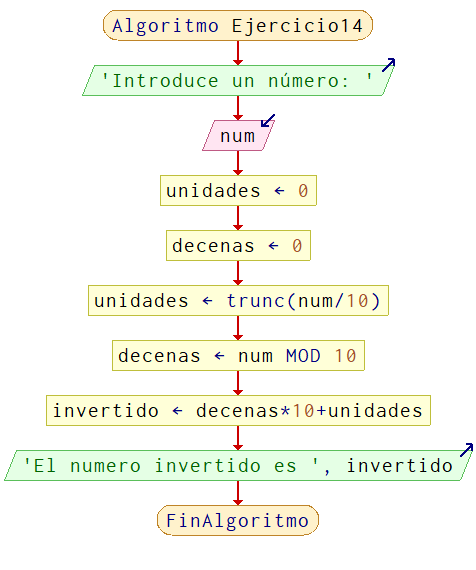 Algoritmo Ejercicio14
'Introduce un número: '
num
unidades ← 0
decenas ← 0
unidades ← trunc(num/10)
decenas ← num MOD 10
invertido ← decenas*10+unidades
'El numero invertido es ', invertido
FinAlgoritmo